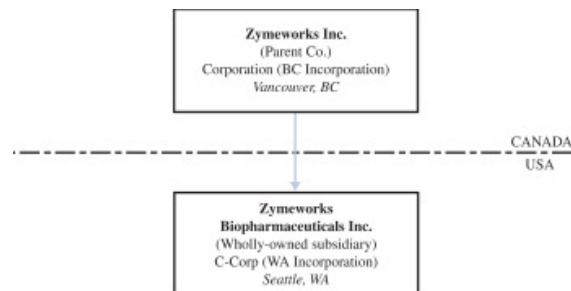 Zymeworks Inc.
(Parent Co.)
Corporation (BC Incorporation)
Vancouver, BC
CANADA
USA
Zymeworks
Biopharmaceuticals Inc.
(Wholly-owned subsidiary)
C-Corp (WA Incorporation)
Seattle, WA